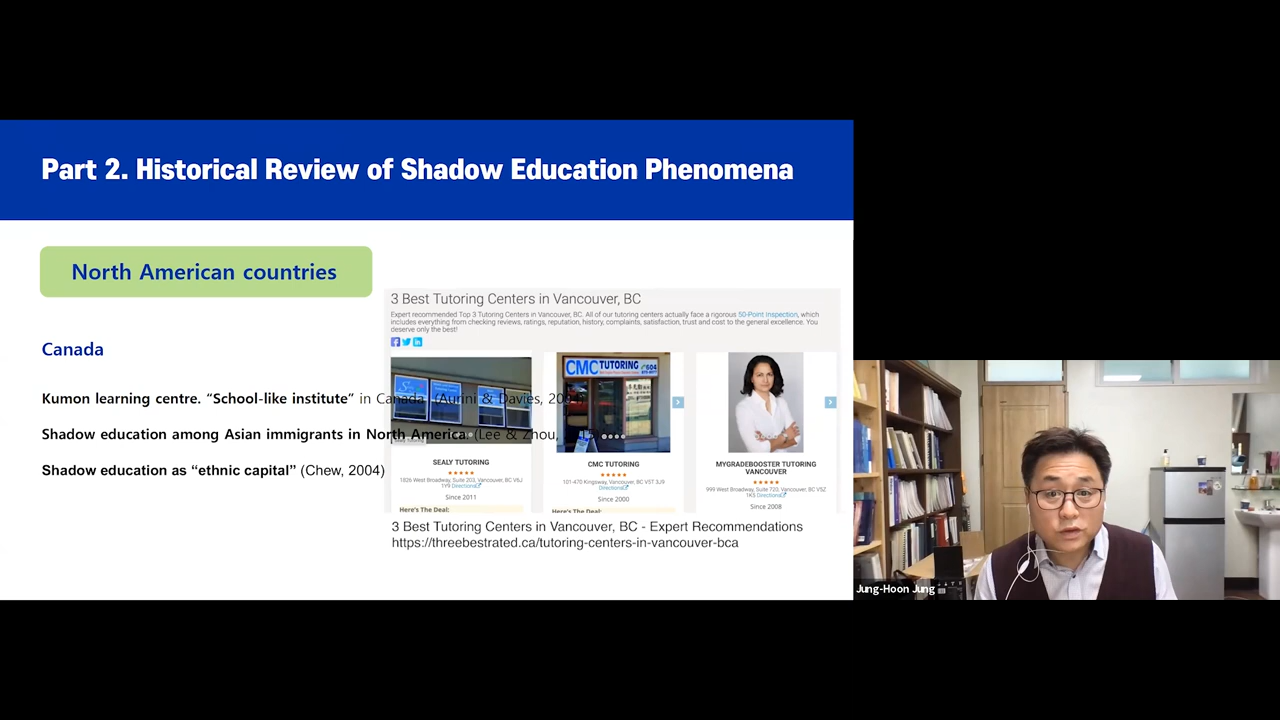 Part 2. Historical Review of Shadow Education Phenomena
North American countries
Canada
Kumon learning centre. “School-like institute” in Canada (Aurini & Davies,
Shadow education among Asian immigrants in North America (Lee & Zhou,
Shadow education as “ethnic capital” (Chew, 2004)
3 Best Tutoring Centers in Vancouver, BC
Expert recommended Top 3 Tutoring Centers in Vancouver, BC. All of our tutoring centers actually face a rigorous 50-Point Inspection, which
includes everything from checking reviews, ratings, reputation, history, complaints, satisfaction, trust and cost to the general excellence. You
deserve only the best!
CMC TUTORING
SEALY TUTORING
1826 West Broadway, Suite 203, Vancouver, BC V6J
1Y9 Directions
Since 2011
Here's The Deal:
CMC TUTORING
101-470 Kingsway, Vancouver, BC V5T 3J9
Directions
Since 2000
Here's The Deal:
MYGRADEBOOSTER TUTORING
VANCOUVER
999 West Broadway, Suite 720, Vancouver, BC V5Z
1K5 Directions
Since 2008
3 Best Tutoring Centers in Vancouver, BC - Expert Recommendations
https://threebestrated.ca/tutoring-centers-in-vancouver-bca
Jung-Hoon Jung